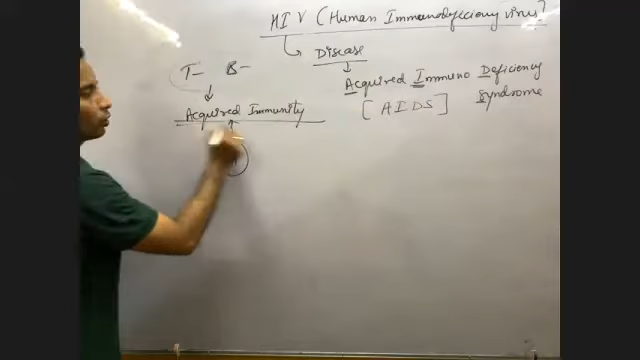 HIV (Human Immunodeficiency virus)
Disease
T- B-
Acquired Immuno Deficiency
Syndrome
Acquired Immunity
[AIDS]